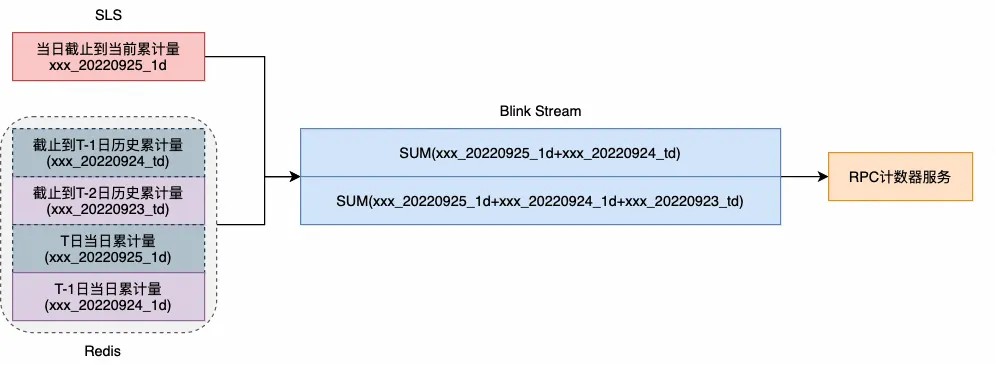 SLS
当日截止到当前累计量
xxx_20220925_1d
截止到T-1日历史累计量
(xxx_20220924_td)
截止到T-2日历史累计量
(xxx_20220923_td)
T日当日累计量
(xxx_20220925_1d)
T-1日当日累计量
(xxx_20220924_1d)
Redis
Blink Stream
SUM(xxx_20220925_1d+xxx_20220924_td)
SUM(xxx_20220925_1d+xxx_20220924_1d+xxx_20220923_td)
RPC计数器服务